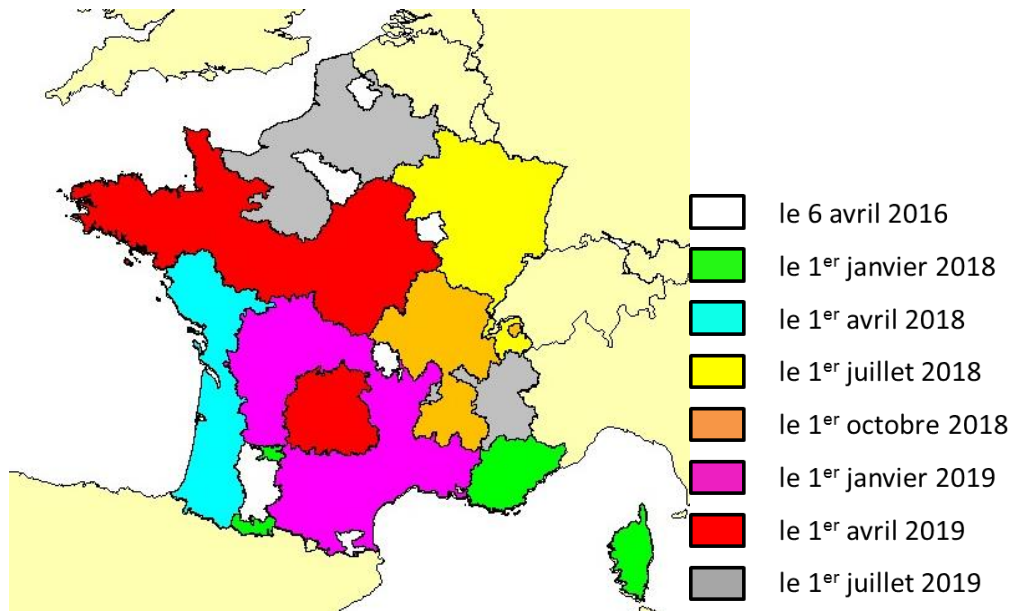 le 6 avril 2016
le 1er janvier 2018
le 1er avril 2018
le 1er juillet 2018
le 1er octobre 2018
le 1er janvier 2019
le 1er avril 2019
le 1er juillet 2019